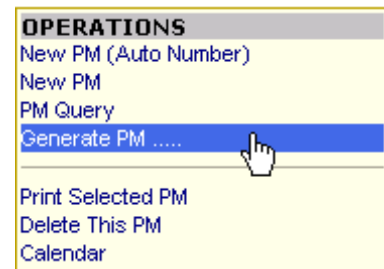 OPERATIONS
New PM (Auto Number)
New PM
PM Query
Generate PM .....
Print Selected PM
Delete This PM
Calendar